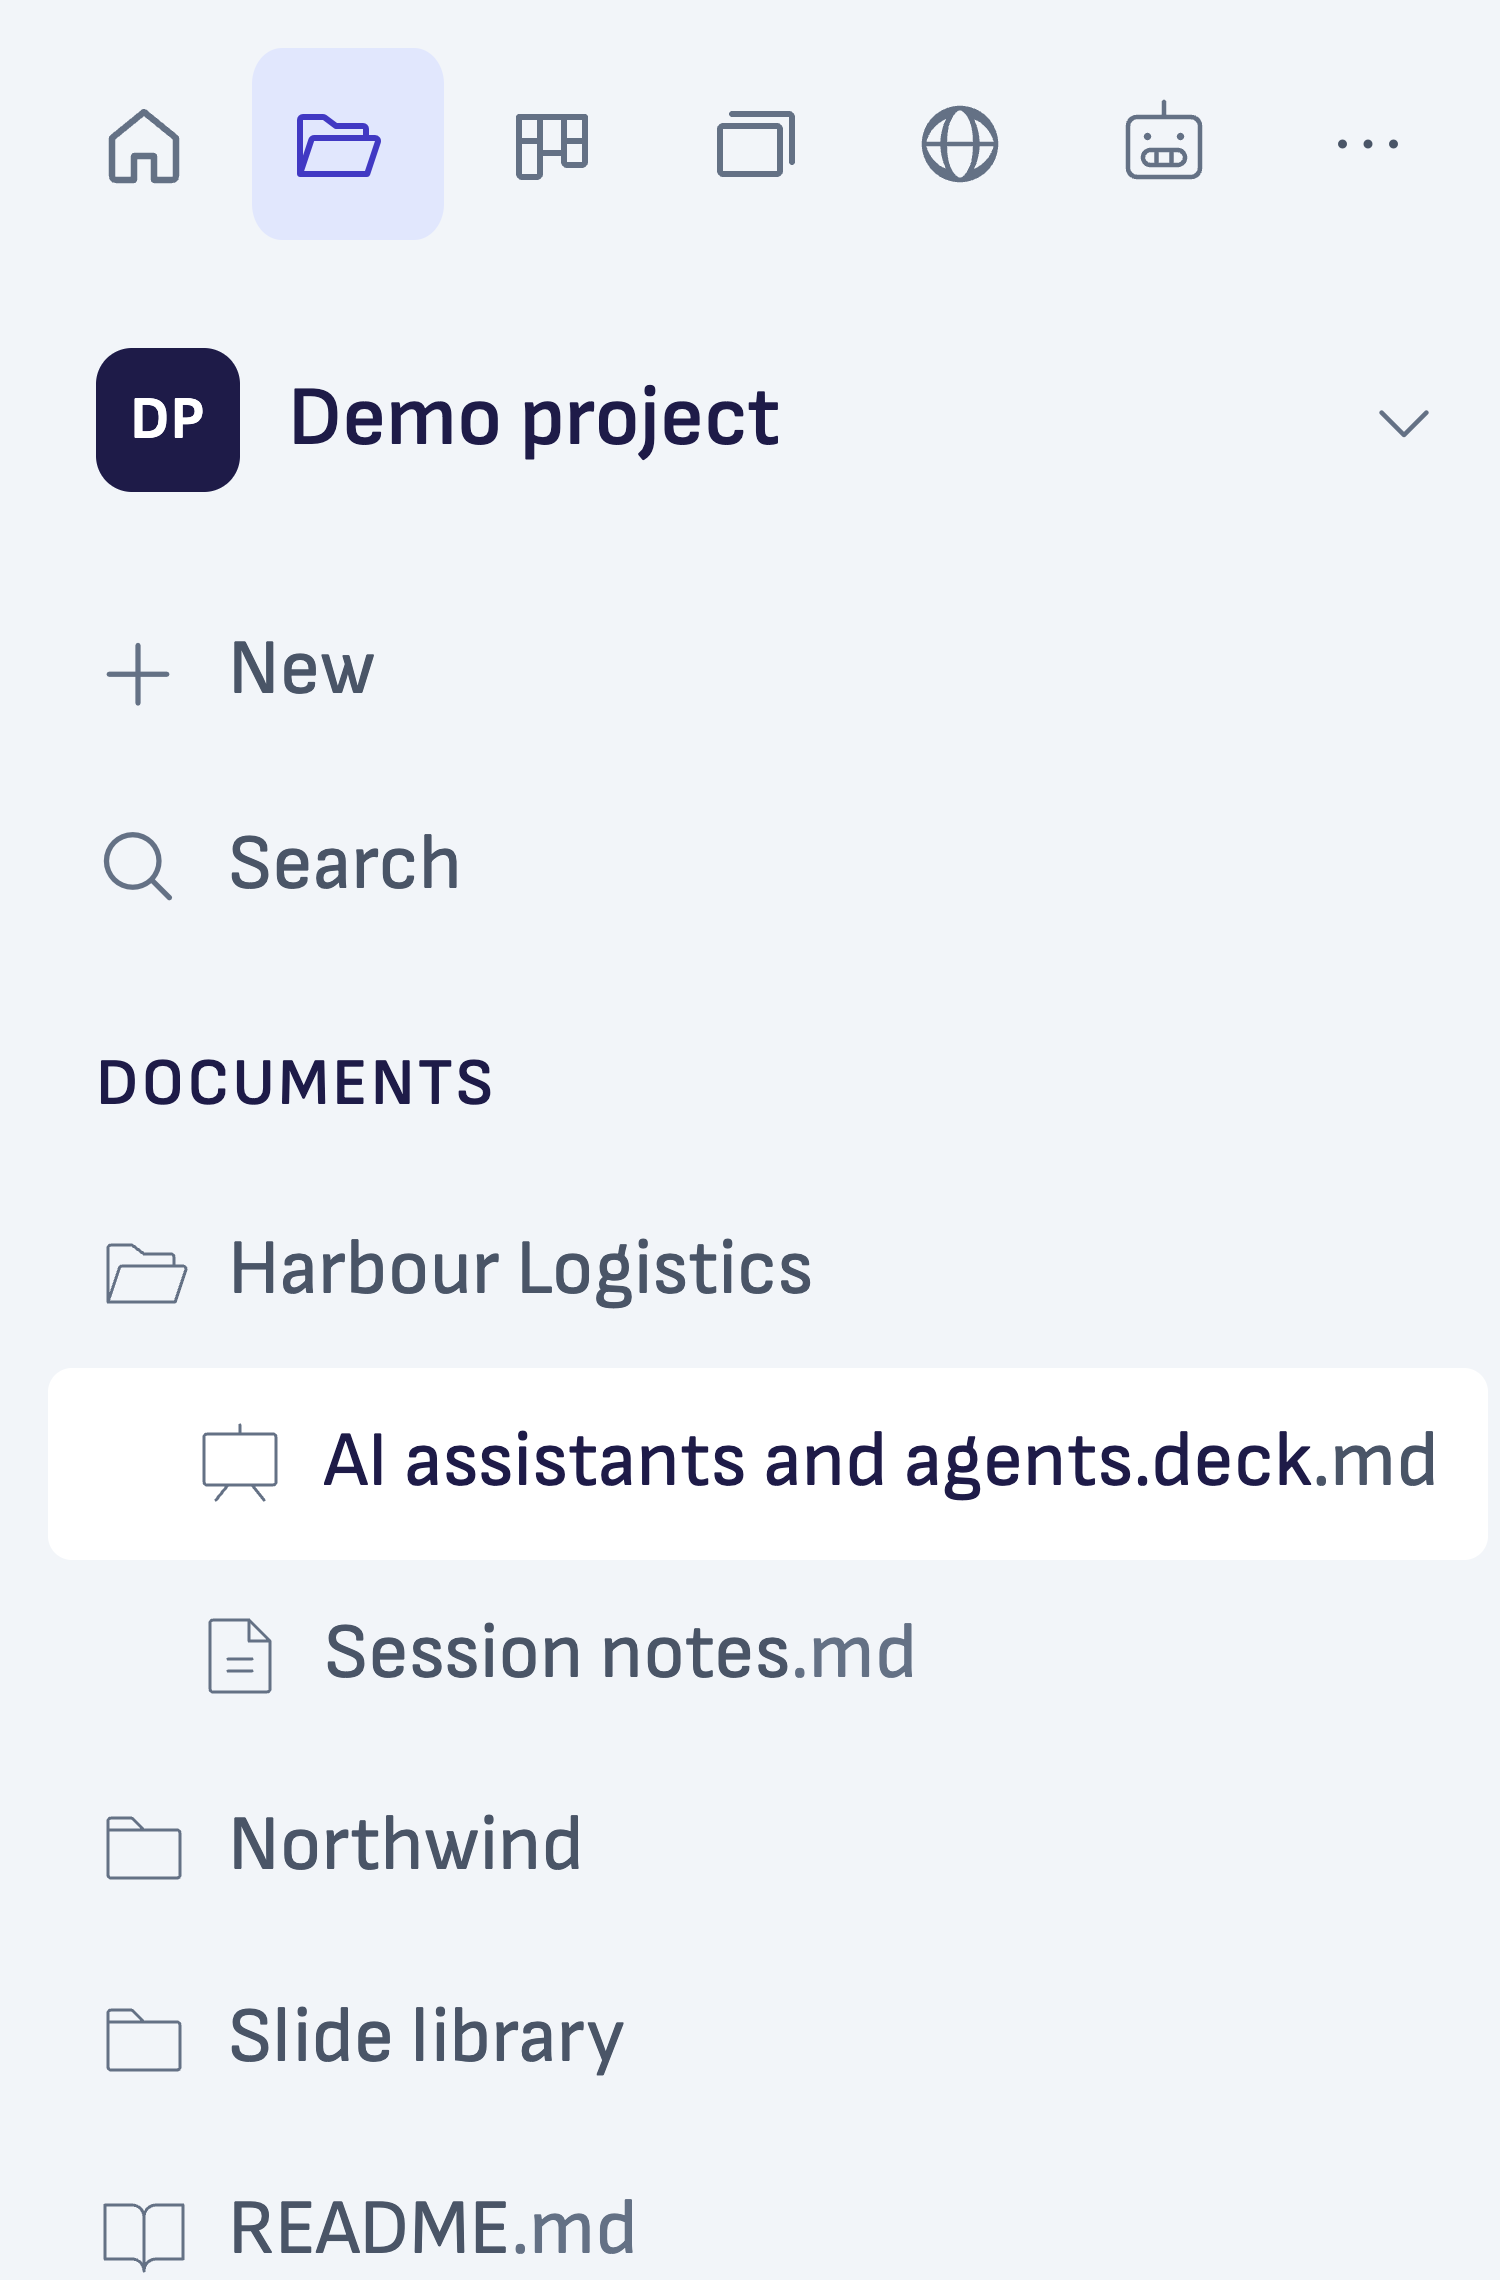 DP Demo project
New
Search
DOCUMENTS
Harbour Logistics
AI assistants and agents.deck.md
Session notes.md
Northwind
Slide library
README.md